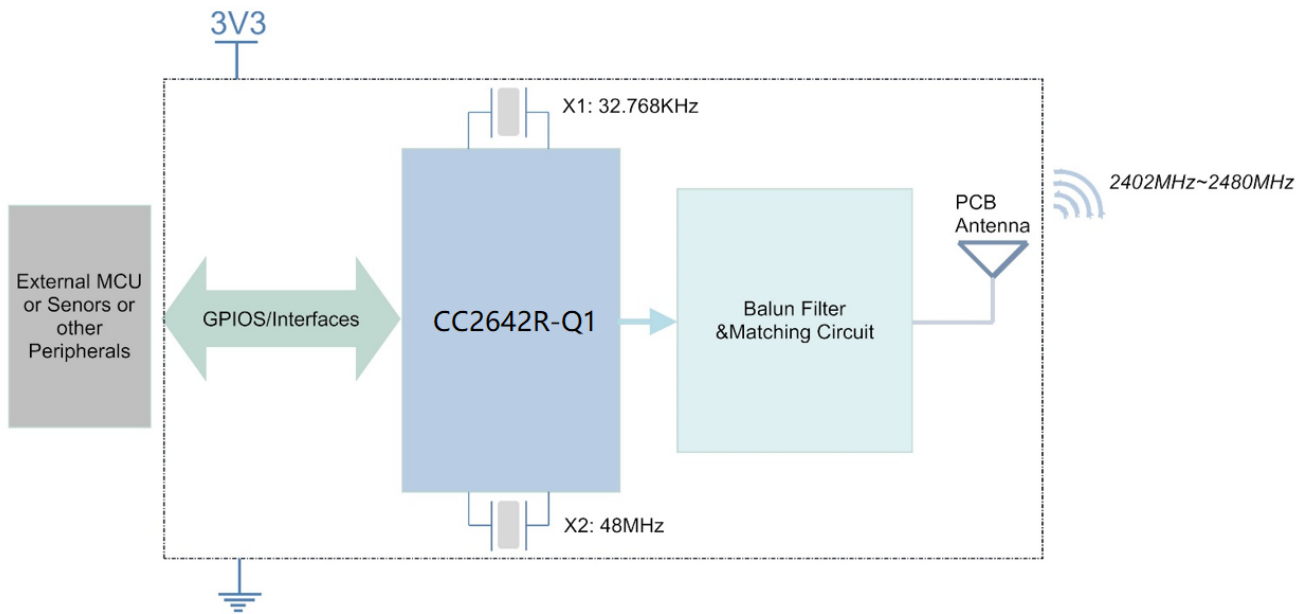 3V3
X1: 32.768KHz
2402MHz~2480MHz
PCB
Antenna
External MCU
or Senors or
other
Peripherals
GPIOS/Interfaces
CC2642R-Q1
Balun Filter
&Matching Circuit
X2: 48MHz